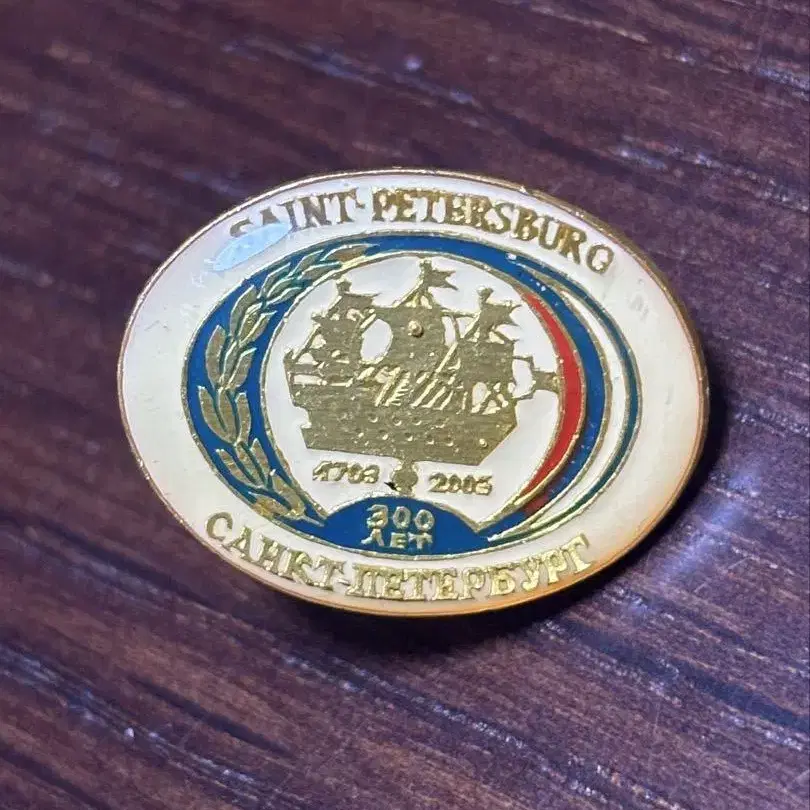 SAINT-PETERSBURG
1703 2003
300
ЛЕТ
САНКТ-ПЕТЕРБУРГ